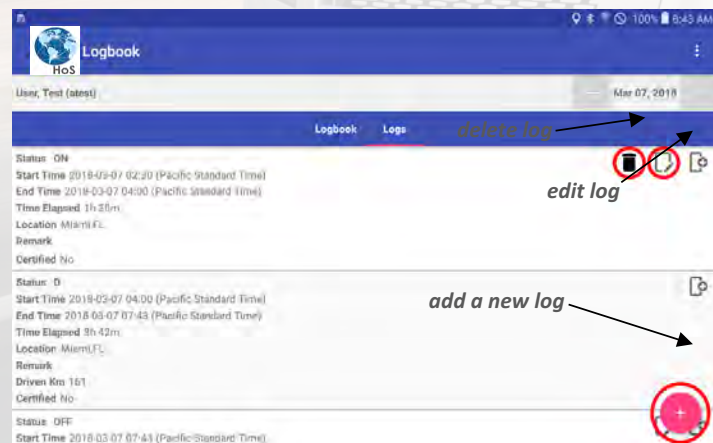 100% 6:43 AM
HoS
Logbook
User, Test (atest)
Mar 07, 2018
Logbook Logs
delete log
Status ON
Start Time 2018-03-07 02:30 (Pacific Standard Time)
End Time 2018-03-07 04:00 (Pacific Standard Time)
edit log
Time Elapsed 1h 30m
Location Miami,FL
Remark
Certified No
Status D
Start Time 2018-03-07 04:00 (Pacific Standard Time)
add a new log
End Time 2018-03-07 07:43 (Pacific Standard Time)
Time Elapsed 3h 42m
Location Miami,FL
Remark
Driven Km 161
Certified No
+
Status OFF
Start Time 2018-03-07 07:43 (Pacific Standard Time)